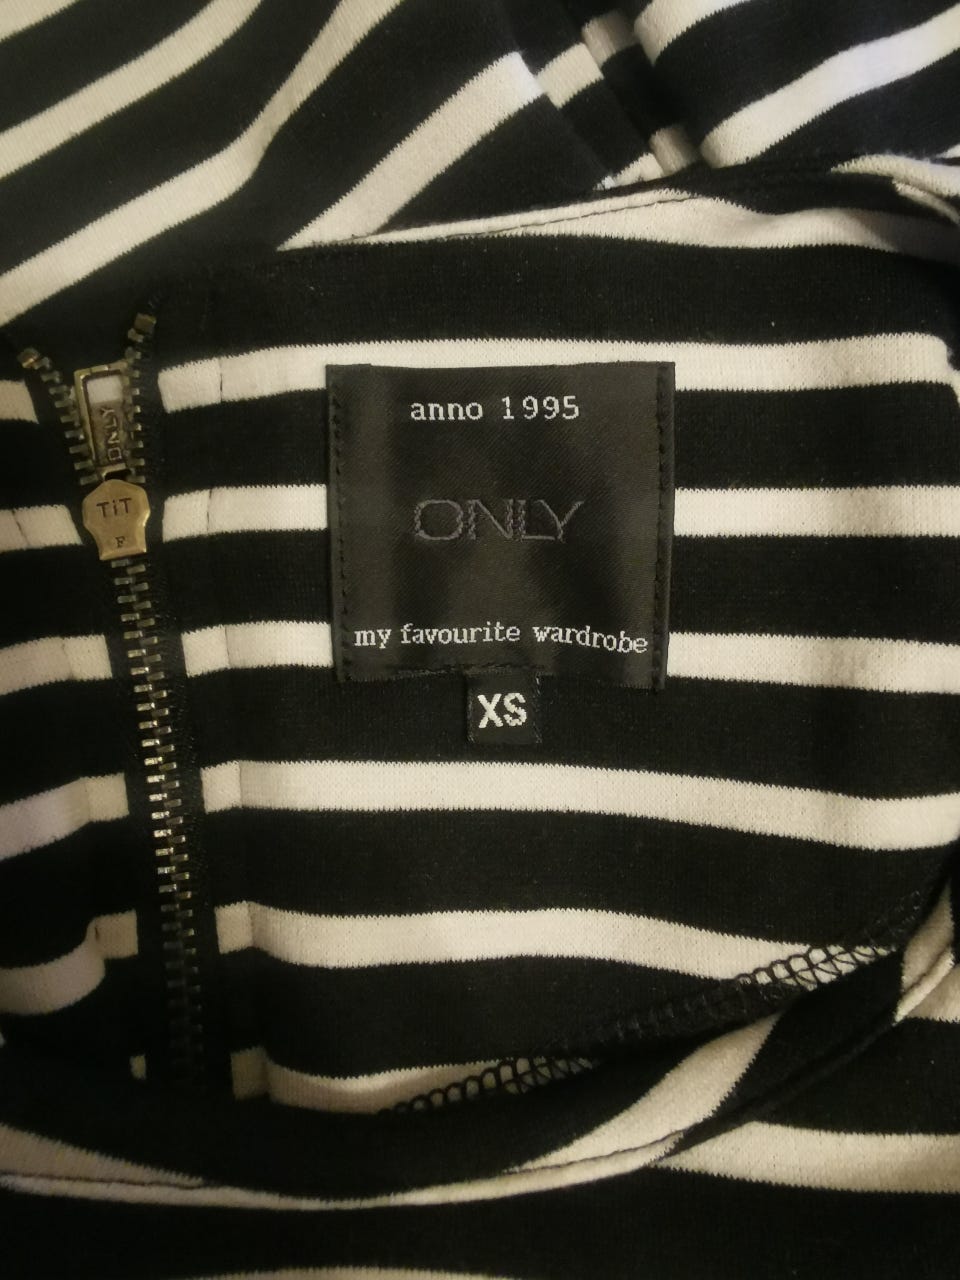 anno 1995
ONLY
my favourite wardrobe
XS
ONLY
TiT
F